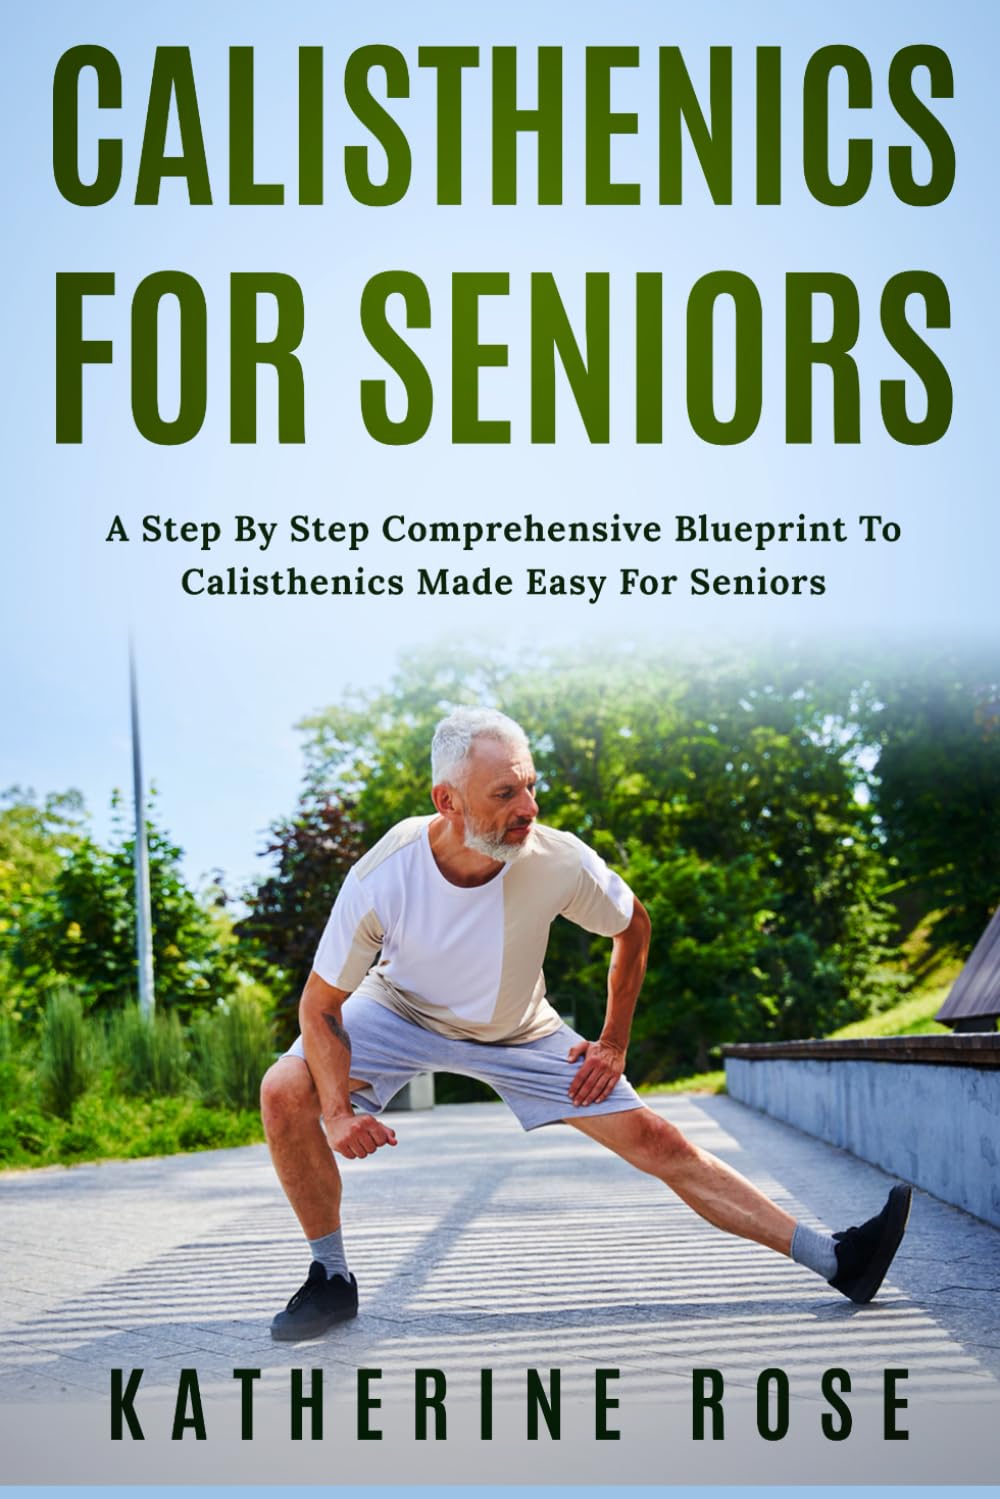 CALISTHENICS
FOR SENIORS
A Step By Step Comprehensive Blueprint To
Calisthenics Made Easy For Seniors
KATHERINE ROSE